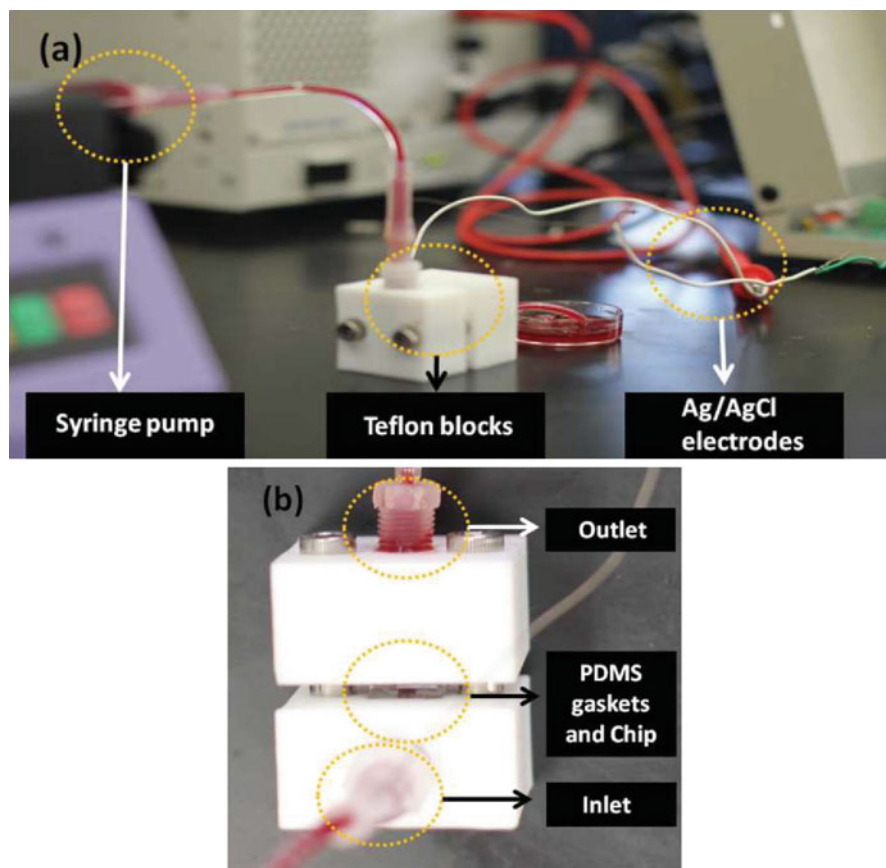 (a)
Syringe pump
Teflon blocks
Ag/AgCl
electrodes
(b)
Outlet
PDMS
gaskets
and Chip
Inlet